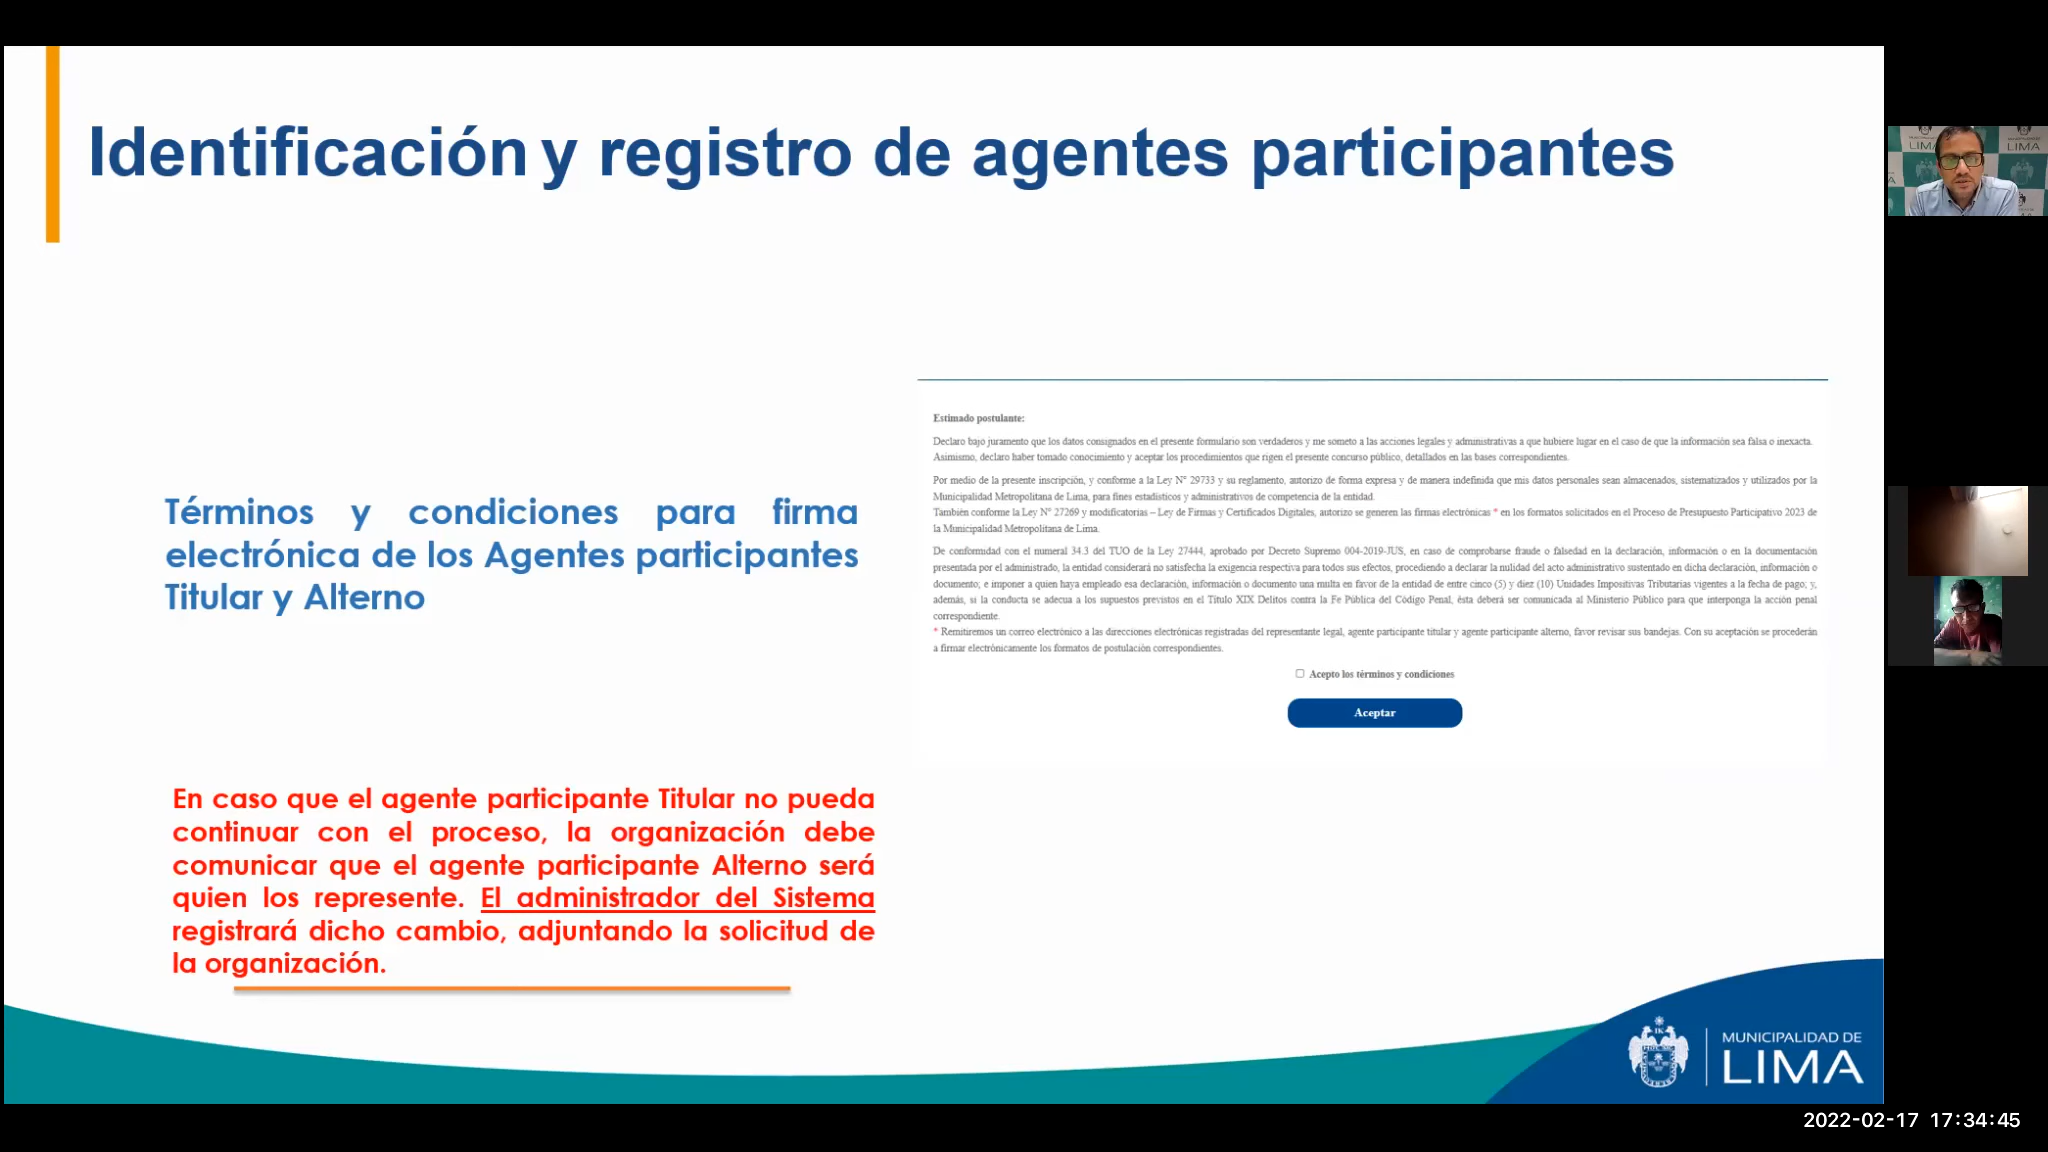 Identificación y registro de agentes participantes
Términos y condiciones para firma
electrónica de los Agentes participantes
Titular y Alterno
En caso que el agente participante Titular no pueda
continuar con el proceso, la organización debe
comunicar que el agente participante Alterno será
quien los represente. El administrador del Sistema
registrará dicho cambio, adjuntando la solicitud de
la organización.
Estimado postulante:
Declaro bajo juramento que los datos consignados en el presente formulario son verdaderos y me someto a las acciones legales y administrativas a que hubiere lugar en el caso de que la información sea falsa o inexacta.
Asimismo, declaro haber tomado conocimiento y aceptar los procedimientos que rigen el presente concurso público, detallados en las bases correspondientes.
Por medio de la presente inscripción, y conforme a la Ley N° 29733 y su reglamento, autorizo de forma expresa y de manera indefinida que mis datos personales sean almacenados, sistematizados y utilizados por la
Municipalidad Metropolitana de Lima, para fines estadísticos y administrativos de competencia de la entidad.
También conforme la Ley N° 27269 y modificatorias – Ley de Firmas y Certificados Digitales, autorizo se generen las firmas electrónicas * en los formatos solicitados en el Proceso de Presupuesto Participativo 2023 de
la Municipalidad Metropolitana de Lima.
De conformidad con el numeral 34.3 del TUO de la Ley 27444, aprobado por Decreto Supremo 004-2019-JUS, en caso de comprobarse fraude o falsedad en la declaración, información o en la documentación
presentada por el administrado, la entidad considerará no satisfecha la exigencia respectiva para todos sus efectos, procediendo a declarar la nulidad del acto administrativo sustentado en dicha declaración, información o
documento; e imponer a quien haya empleado esa declaración, información o documento una multa en favor de la entidad de entre cinco (5) y diez (10) Unidades Impositivas Tributarias vigentes a la fecha de pago; y,
además, si la conducta se adecua a los supuestos previstos en el Título XIX Delitos contra la Fe Pública del Código Penal, ésta deberá ser comunicada al Ministerio Público para que interponga la acción penal
correspondiente.
* Remitiremos un correo electrónico a las direcciones electrónicas registradas del representante legal, agente participante titular y agente participante alterno, favor revisar sus bandejas. Con su aceptación se procederán
a firmar electrónicamente los formatos de postulación correspondientes.
Acepto los términos y condiciones
Aceptar
MUNICIPALIDAD DE
LIMA
LIMA
2022-02-17 17:34:45